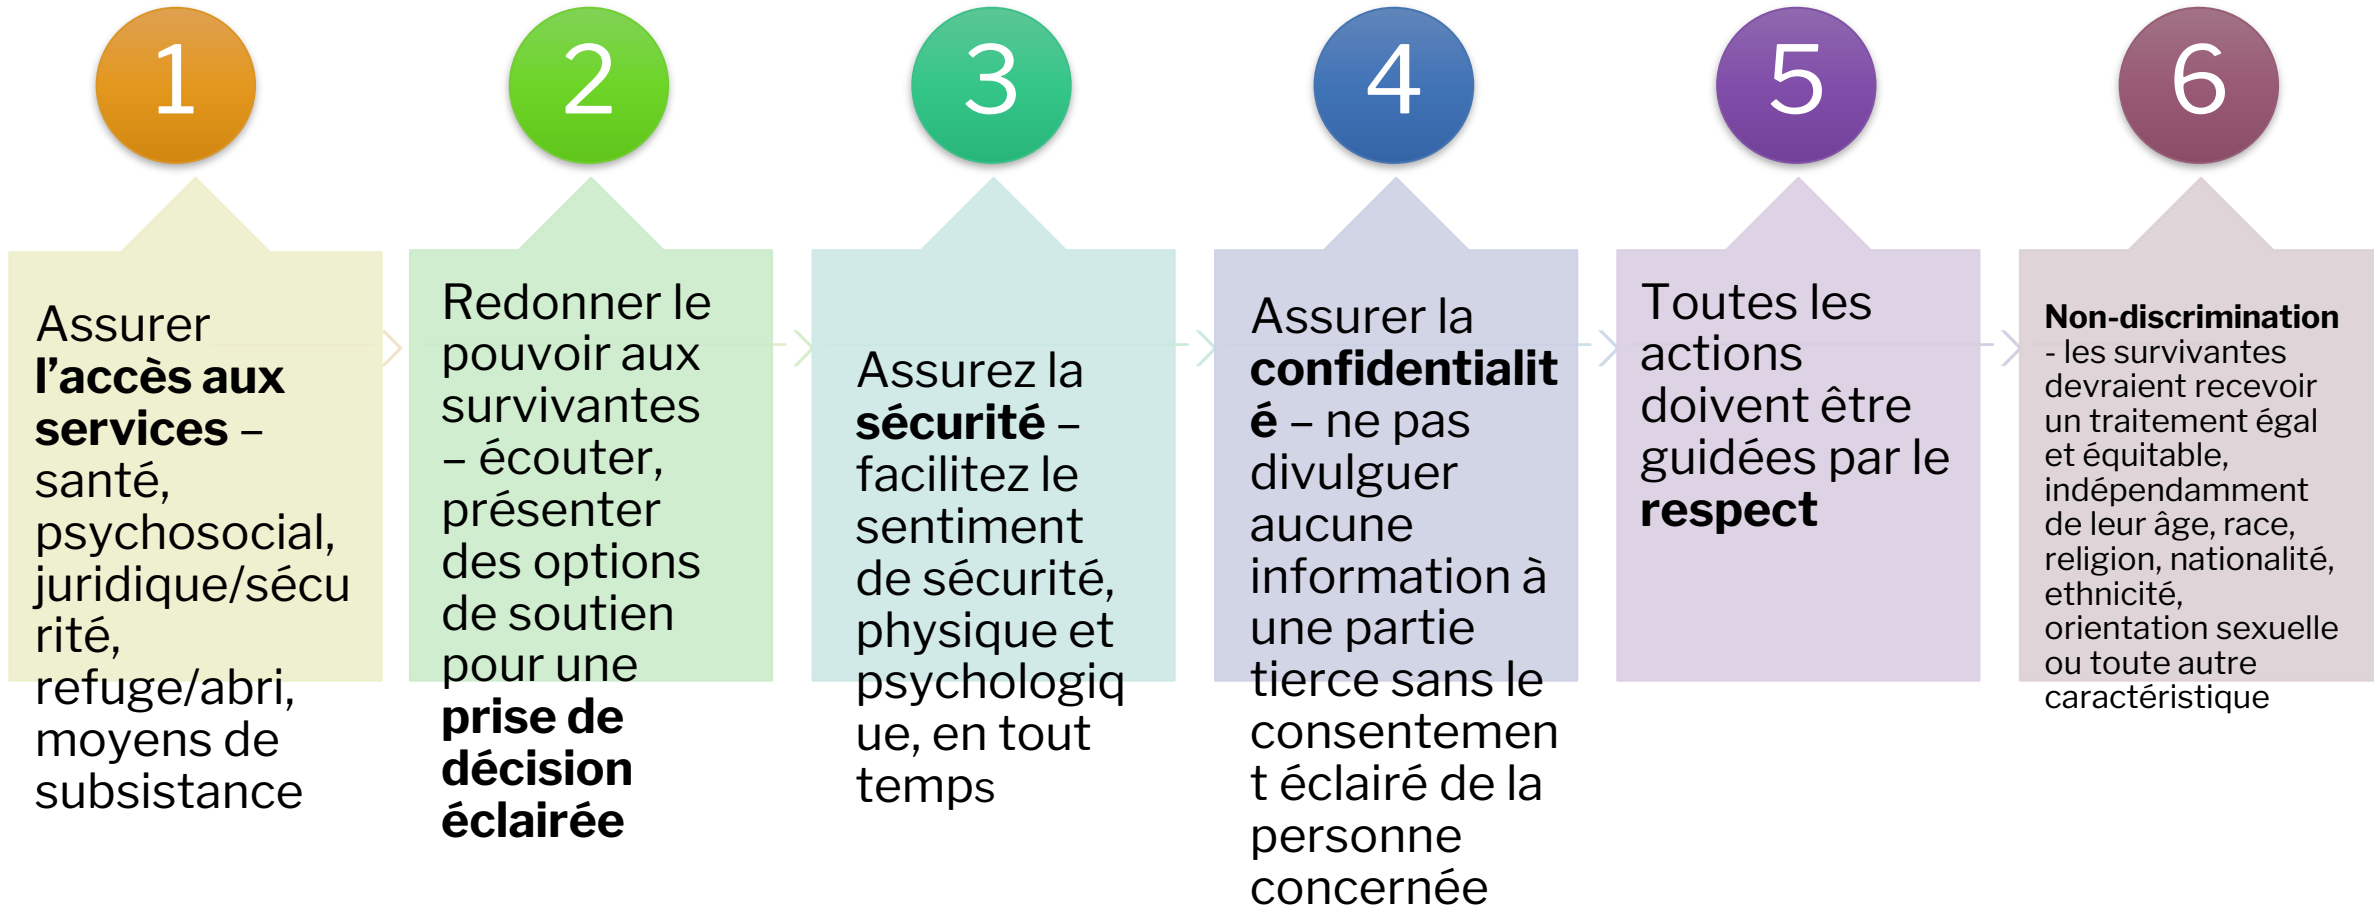 1
Assurer
l’accès aux
services –
santé,
psychosocial,
juridique/sécu
rité,
refuge/abri,
moyens de
subsistance
2
Redonner le
pouvoir aux
survivantes
– écouter,
présenter
des options
de soutien
pour une
prise de
décision
éclairée
3
Assurez la
sécurité –
facilitez le
sentiment
de sécurité,
physique et
psychologiq
ue, en tout
temps
4
Assurer la
confidentialit
é – ne pas
divulguer
aucune
information à
une partie
tierce sans le
consentemen
t éclairé de la
personne
concernée
5
Toutes les
actions
doivent être
guidées par le
respect
6
Non-discrimination
- les survivantes
devraient recevoir
un traitement égal
et équitable,
indépendamment
de leur âge, race,
religion, nationalité,
ethnicité,
orientation sexuelle
ou toute autre
caractéristique